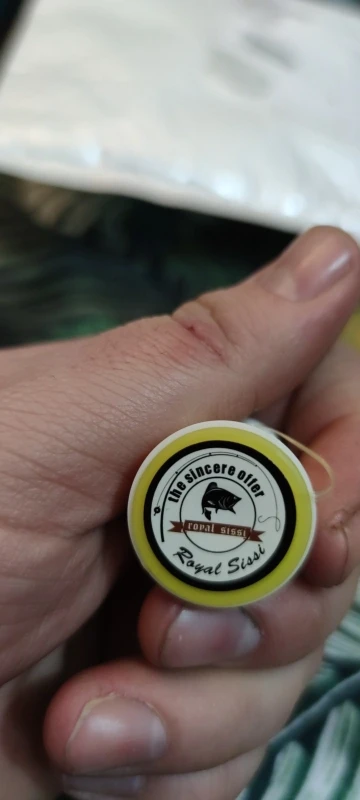 the sincere offer
royal sissi
Royal Sissi